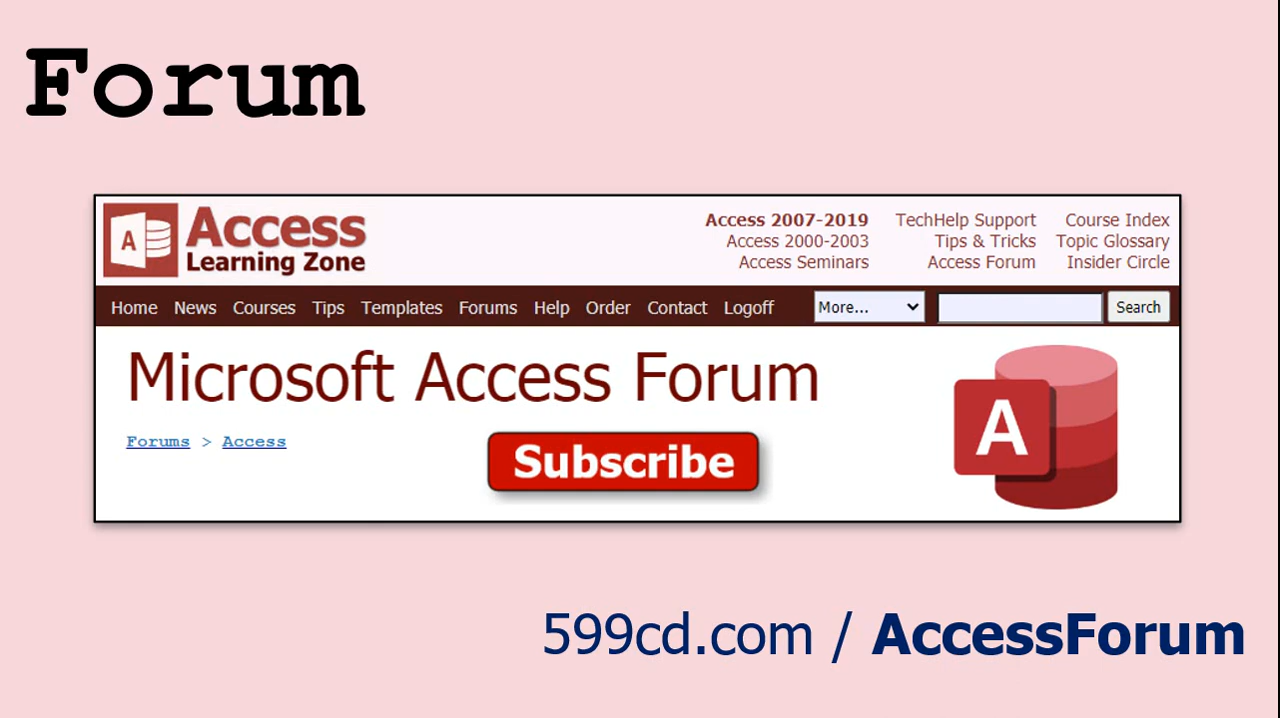 Forum
A Access
Learning Zone
Access 2007-2019 TechHelp Support Course Index
Access 2000-2003 Tips & Tricks Topic Glossary
Access Seminars Access Forum Insider Circle
Home News Courses Tips Templates Forums Help Order Contact Logoff More... Search
Microsoft Access Forum
Forums > Access
Subscribe
A
599cd.com / AccessForum